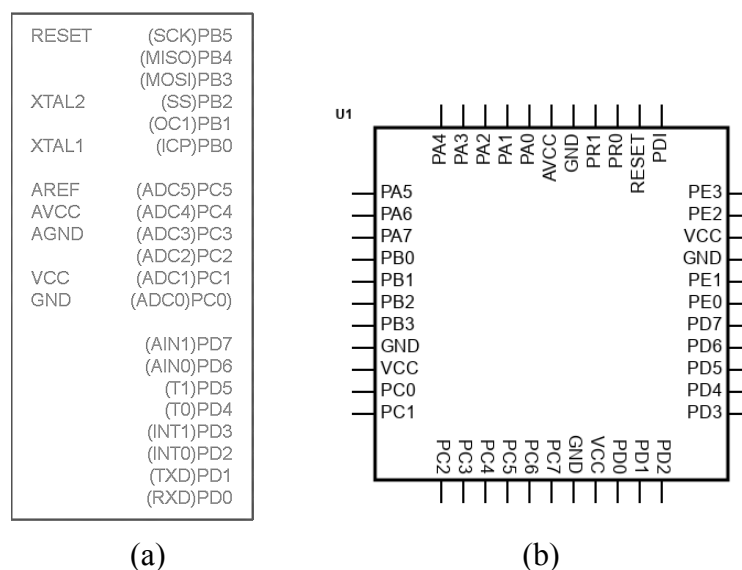 RESET (SCK)PB5
(MISO)PB4
(MOSI)PB3
XTAL2 (SS)PB2
(OC1)PB1
XTAL1 (ICP)PB0
AREF (ADC5)PC5
AVCC (ADC4)PC4
AGND (ADC3)PC3
(ADC2)PC2
VCC (ADC1)PC1
GND (ADC0)PC0)
(AIN1)PD7
(AIN0)PD6
(T1)PD5
(T0)PD4
(INT1)PD3
(INT0)PD2
(TXD)PD1
(RXD)PD0
(a)
U1
PA4 PA3 PA2 PA1 PA0 AVCC GND PR1 PR0 RESET PDI
PA5 PE3
PA6 PE2
PA7 VCC
PB0 GND
PB1 PE1
PB2 PE0
PB3 PD7
GND PD6
VCC PD5
PC0 PD4
PC1 PD3
PC2 PC3 PC4 PC5 PC6 PC7 GND VCC PD0 PD1 PD2
(b)